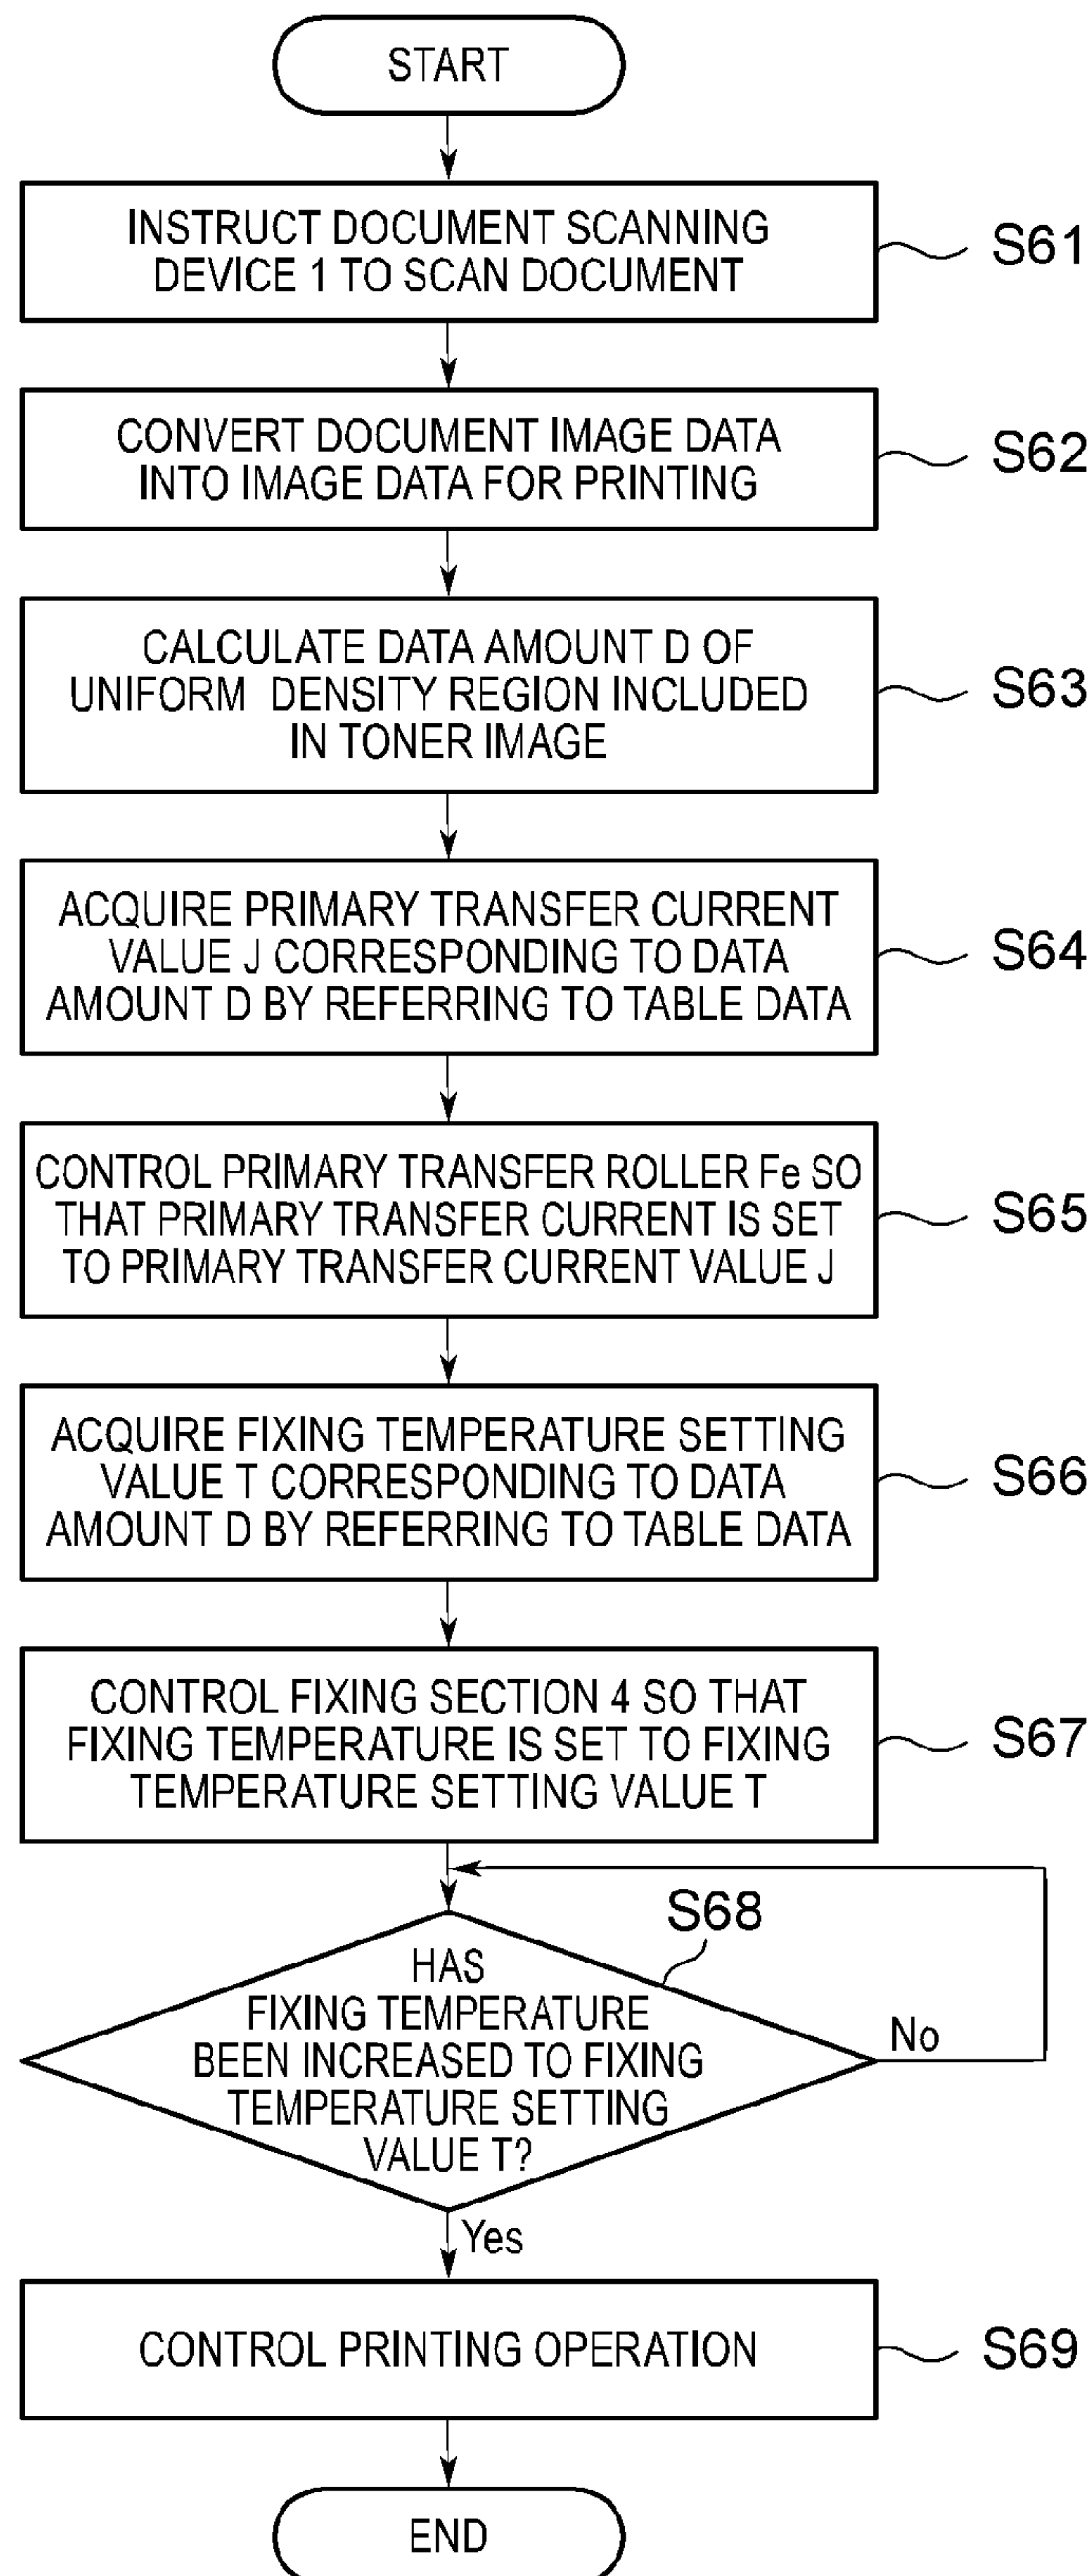 START
INSTRUCT DOCUMENT SCANNING
DEVICE 1 TO SCAN DOCUMENT
S61
CONVERT DOCUMENT IMAGE DATA
INTO IMAGE DATA FOR PRINTING
S62
CALCULATE DATA AMOUNT D OF
UNIFORM DENSITY REGION INCLUDED
IN TONER IMAGE
S63
ACQUIRE PRIMARY TRANSFER CURRENT
VALUE J CORRESPONDING TO DATA
AMOUNT D BY REFERRING TO TABLE DATA
S64
CONTROL PRIMARY TRANSFER ROLLER Fe SO
THAT PRIMARY TRANSFER CURRENT IS SET
TO PRIMARY TRANSFER CURRENT VALUE J
S65
ACQUIRE FIXING TEMPERATURE SETTING
VALUE T CORRESPONDING TO DATA
AMOUNT D BY REFERRING TO TABLE DATA
S66
CONTROL FIXING SECTION 4 SO THAT
FIXING TEMPERATURE IS SET TO FIXING
TEMPERATURE SETTING VALUE T
S67
S68
HAS
FIXING TEMPERATURE
BEEN INCREASED TO FIXING
TEMPERATURE SETTING
VALUE T?
No
Yes
CONTROL PRINTING OPERATION
S69
END